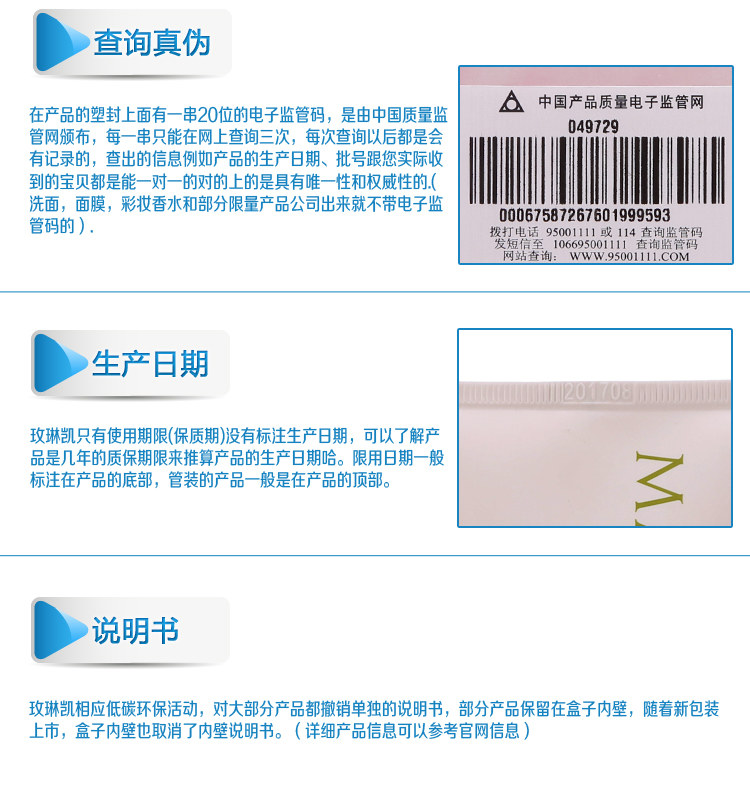 查询真伪
在产品的塑封上面有一串20位的电子监管码，是由中国质量监
管网颁布，每一串只能在网上查询三次，每次查询以后都是会
有记录的，查出的信息例如产品的生产日期、批号跟您实际收
到的宝贝都是能一对一的对的上的是具有唯一性和权威性的.(
洗面，面膜，彩妆香水和部分限量产品公司出来就不带电子监
管码的）.
中国产品质量电子监管网
049729
00067587267601999593
拨打电话 95001111 或 114 查询监管码
发短信至 106695001111 查询监管码
网站查询： WWW.95001111.COM
生产日期
玫琳凯只有使用期限(保质期)没有标注生产日期，可以了解产
品是几年的质保期限来推算产品的生产日期哈。限用日期一般
标注在产品的底部，管装的产品一般是在产品的顶部。
201708
MA
说明书
玫琳凯相应低碳环保活动，对大部分产品都撤销单独的说明书，部分产品保留在盒子内壁，随着新包装
上市，盒子内壁也取消了内壁说明书。（详细产品信息可以参考官网信息）